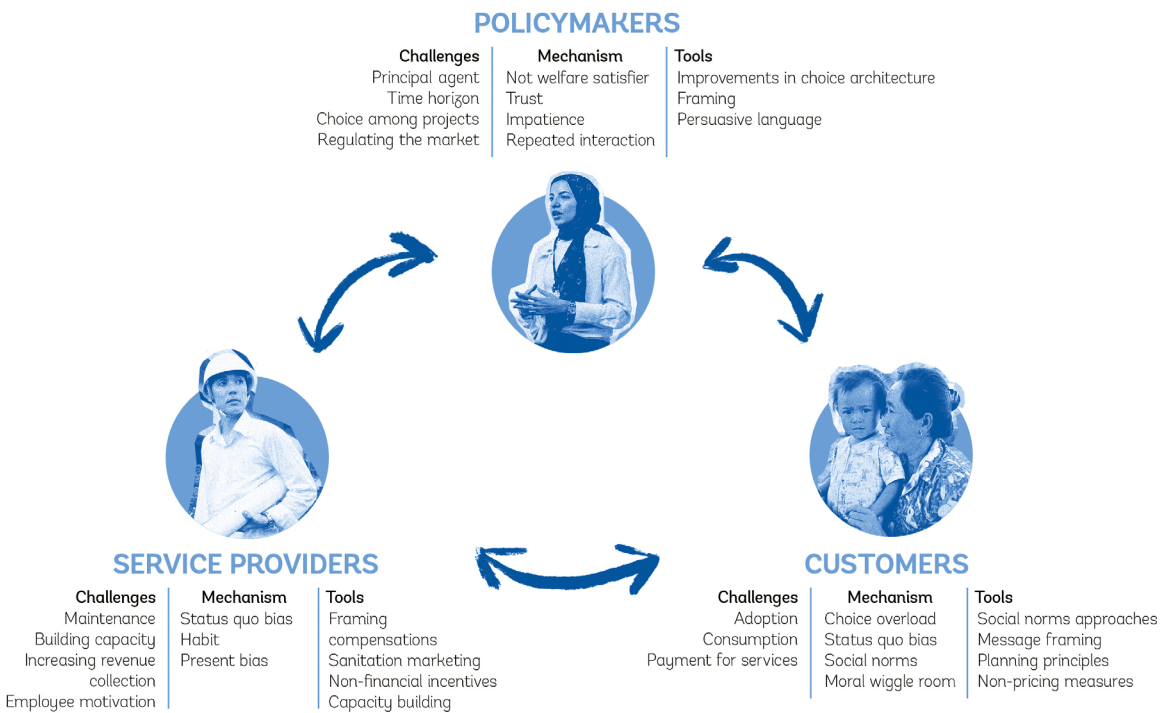 POLICYMAKERS
Challenges
Principal agent
Time horizon
Choice among projects
Regulating the market
Mechanism
Not welfare satisfier
Trust
Impatience
Repeated interaction
Tools
Improvements in choice architecture
Framing
Persuasive language
SERVICE PROVIDERS
Challenges
Maintenance
Building capacity
Increasing revenue
collection
Employee motivation
Mechanism
Status quo bias
Habit
Present bias
Tools
Framing
compensations
Sanitation marketing
Non-financial incentives
Capacity building
CUSTOMERS
Challenges
Adoption
Consumption
Payment for services
Mechanism
Choice overload
Status quo bias
Social norms
Moral wiggle room
Tools
Social norms approaches
Message framing
Planning principles
Non-pricing measures